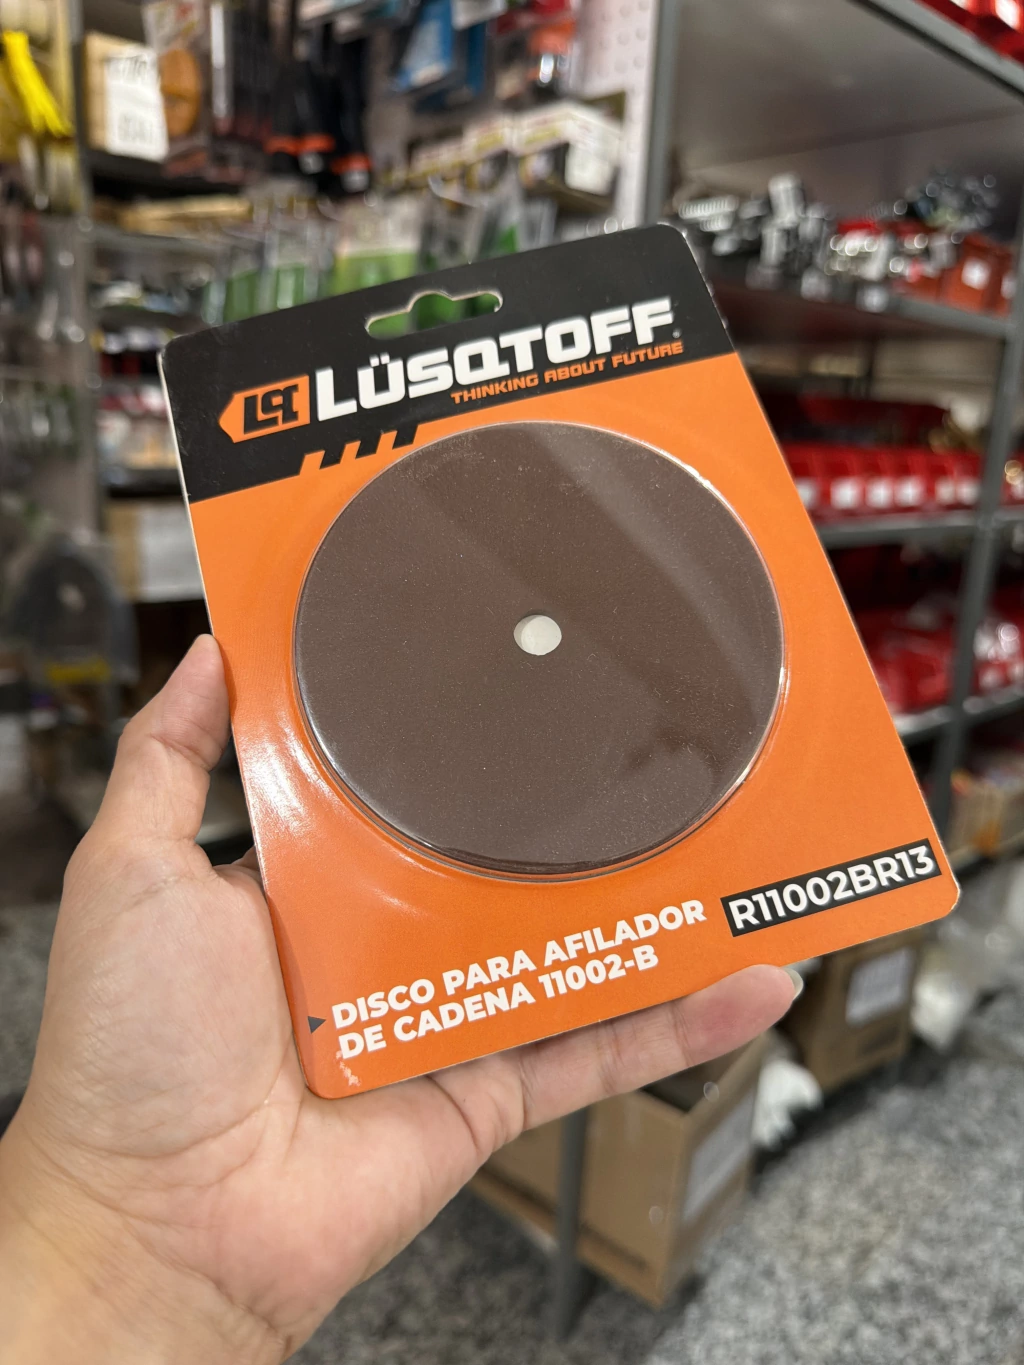 LÜSQTOFF
THINKING ABOUT FUTURE
R11002BR13
DISCO PARA AFILADOR
DE CADENA 11002-B